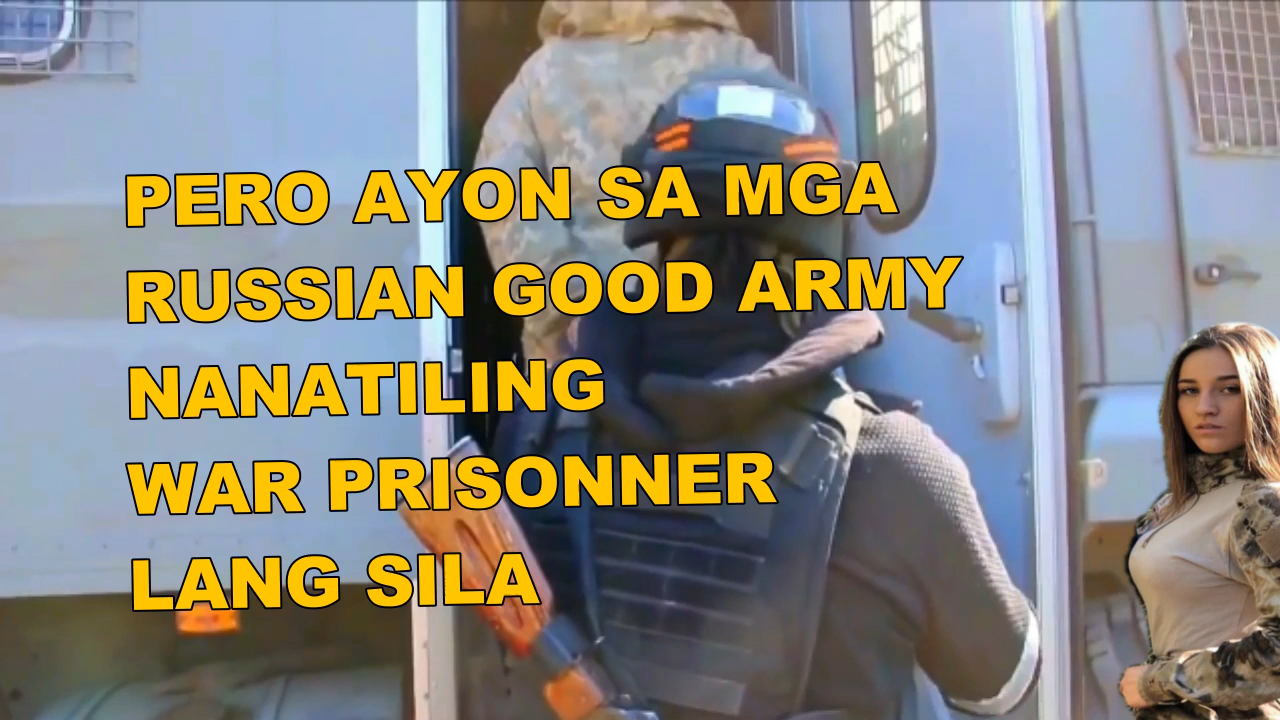 PERO AYON SA MGA
RUSSIAN GOOD ARMY
NANATILING
WAR PRISONNER
LANG SILA